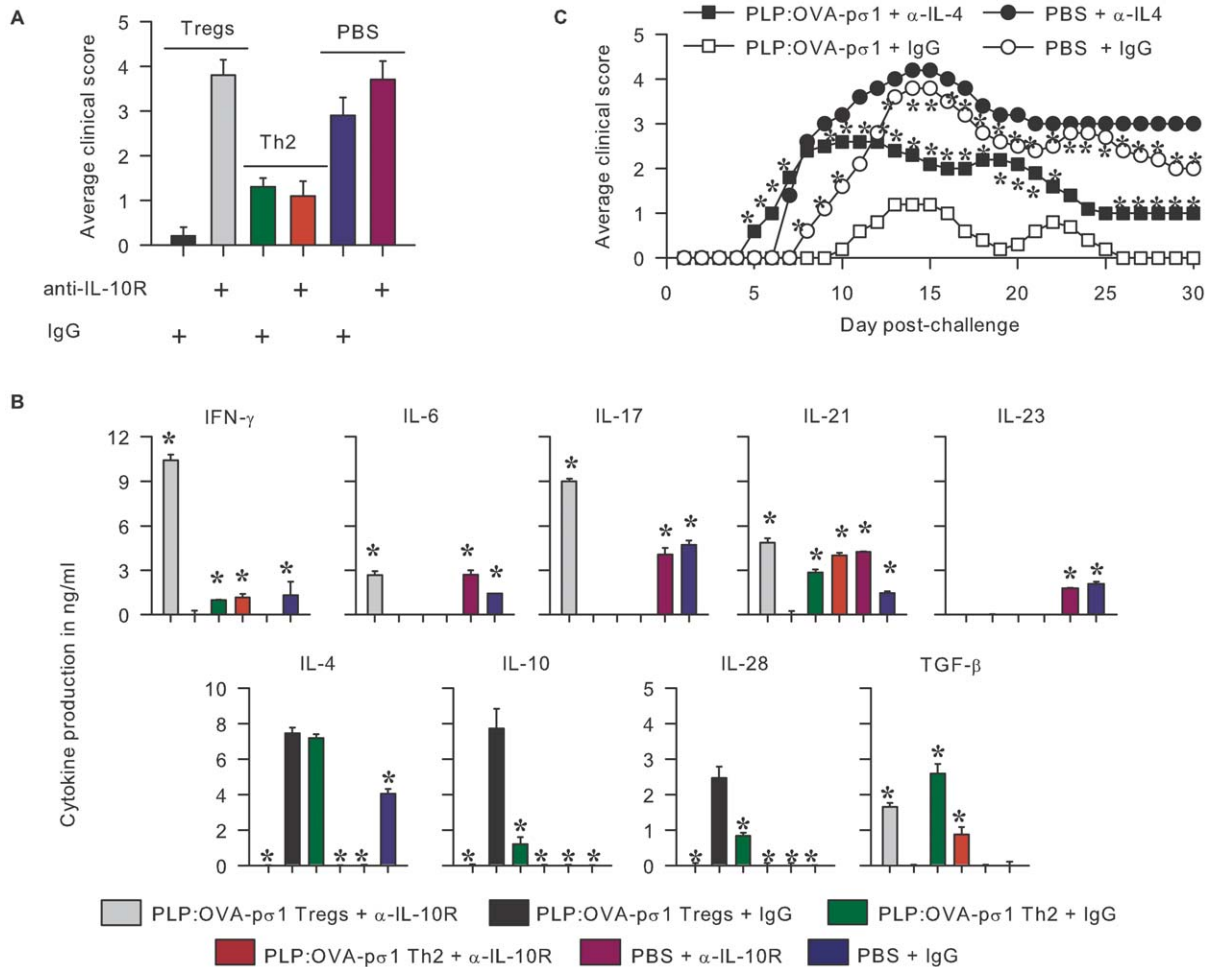 A
Tregs
PBS
Th2
Average clinical score
5
4
3
2
1
0
anti-IL-10R + + +
IgG + + +
C
PLP:OVA-pσ1 + α-IL-4 PBS + α-IL4
PLP:OVA-pσ1 + IgG PBS + IgG
Average clinical score
5
4
3
2
1
0
0 5 10 15 20 25 30
Day post-challenge
* * * * * * * * * * * * * * * * * * * * * * * * * * * * * * * * * * * * * * * * * *
B
Cytokine production in ng/ml
IFN-γ IL-6 IL-17 IL-21 IL-23
12
9
6
3
0
* * * * *
* * *
* * *
* * * * *
* *
IL-4 IL-10 IL-28 TGF-β
10
8
6
4
2
0
5
4
3
2
1
0
* * * *
* * * * *
* * * * *
* * *
PLP:OVA-pσ1 Tregs + α-IL-10R PLP:OVA-pσ1 Tregs + IgG PLP:OVA-pσ1 Th2 + IgG
PLP:OVA-pσ1 Th2 + α-IL-10R PBS + α-IL-10R PBS + IgG